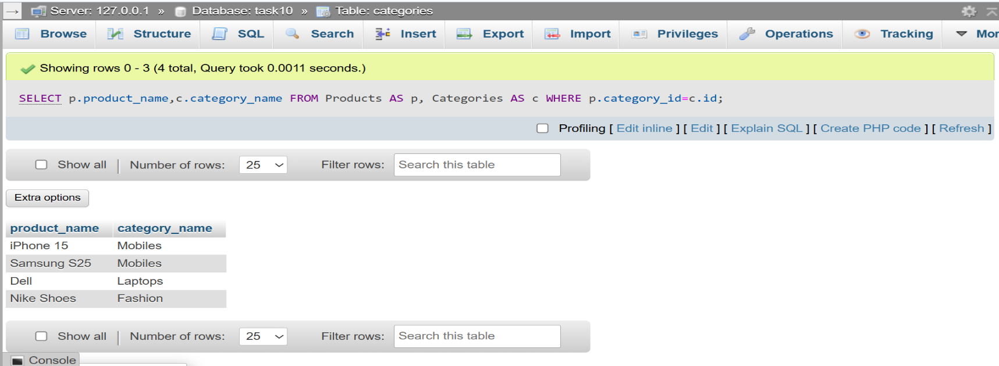 → Server: 127.0.0.1 » Database: task10 » Table: categories
Browse Structure SQL Search Insert Export Import Privileges Operations Tracking Mor
Showing rows 0 - 3 (4 total, Query took 0.0011 seconds.)
SELECT p.product_name,c.category_name FROM Products AS p, Categories AS c WHERE p.category_id=c.id;
Profiling [ Edit inline ] [ Edit ] [ Explain SQL ] [ Create PHP code ] [ Refresh ]
Show all | Number of rows: 25 Filter rows: Search this table
Extra options
product_name category_name
iPhone 15 Mobiles
Samsung S25 Mobiles
Dell Laptops
Nike Shoes Fashion
Show all | Number of rows: 25 Filter rows: Search this table
Console